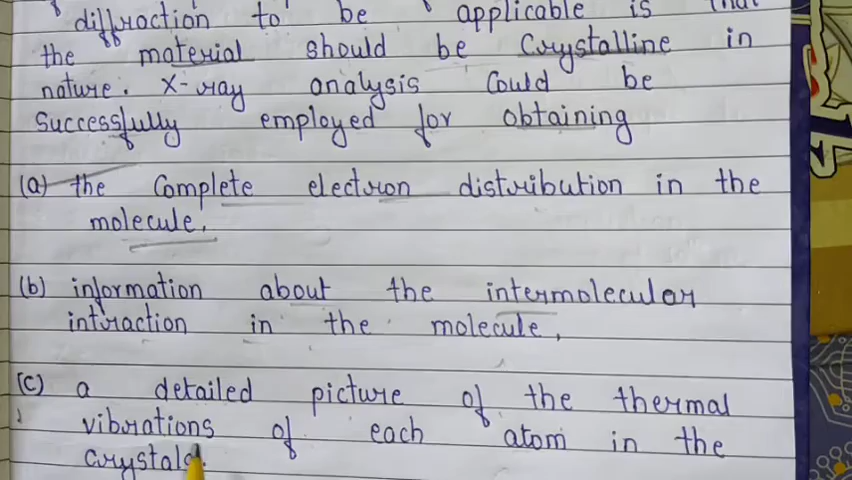 diffraction to be applicable is that
the material should be crystalline in
nature. X-ray analysis could be
successfully employed for obtaining
(a) the complete electron distribution in the
molecule.
(b) information about the intermolecular
intraction in the molecule,
(c) a detailed picture of the thermal
vibrations of each atom in the
crystals.